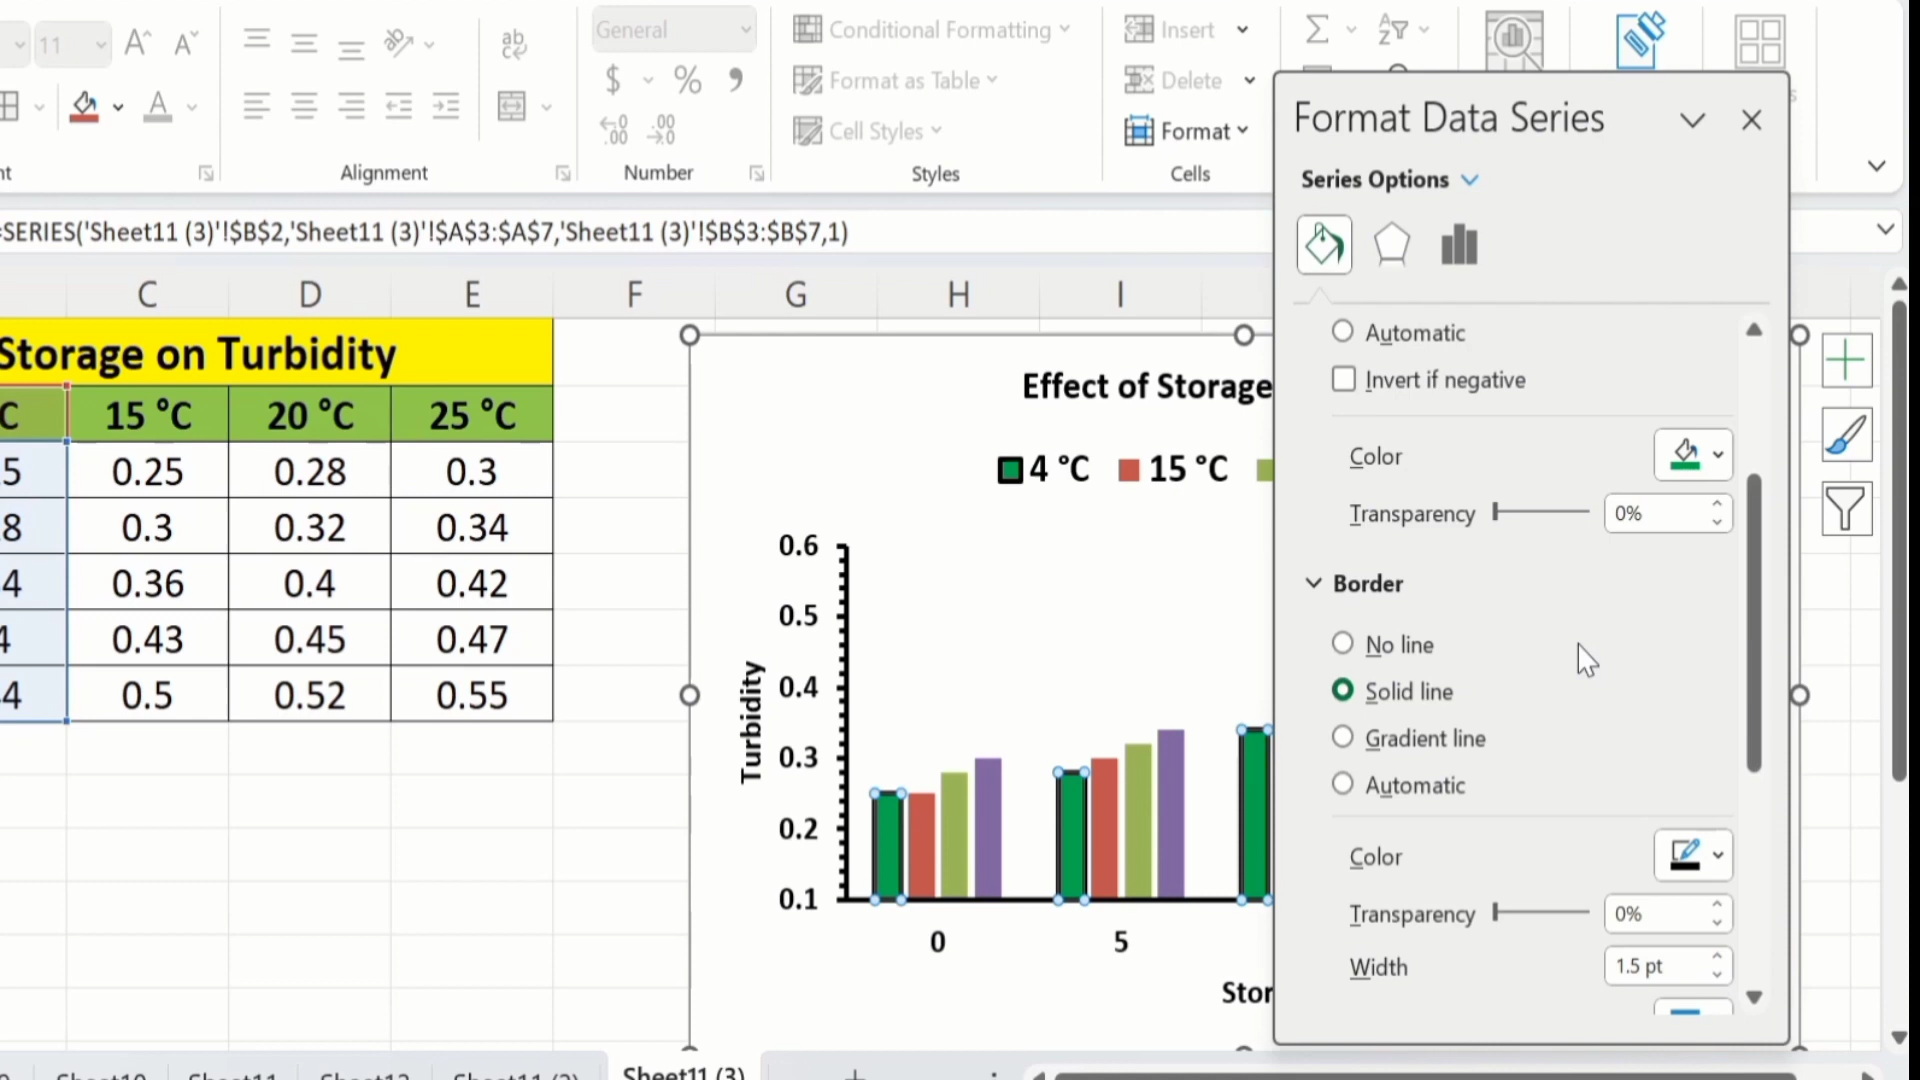 11
General
Conditional Formatting
Insert
$ % 9
Format as Table
Delete
Cell Styles
Format
Alignment
Number
Styles
Cells
=SERIES('Sheet11 (3)'!$B$2,'Sheet11 (3)'!$A$3:$A$7,'Sheet11 (3)'!$B$3:$B$7,1)
C D E F G H I
Storage on Turbidity
C 15 °C 20 °C 25 °C
5 0.25 0.28 0.3
8 0.3 0.32 0.34
4 0.36 0.4 0.42
4 0.43 0.45 0.47
4 0.5 0.52 0.55
Effect of Storage
4 °C 15 °C
0.6
0.5
0.4
0.3
0.2
0.1
Turbidity
0 5
Stor
Format Data Series
Series Options
Automatic
Invert if negative
Color
Transparency 0%
Border
No line
Solid line
Gradient line
Automatic
Color
Transparency 0%
Width 1.5 pt
Sheet10 Sheet11 Sheet12 Sheet11 (2) Sheet11 (3)